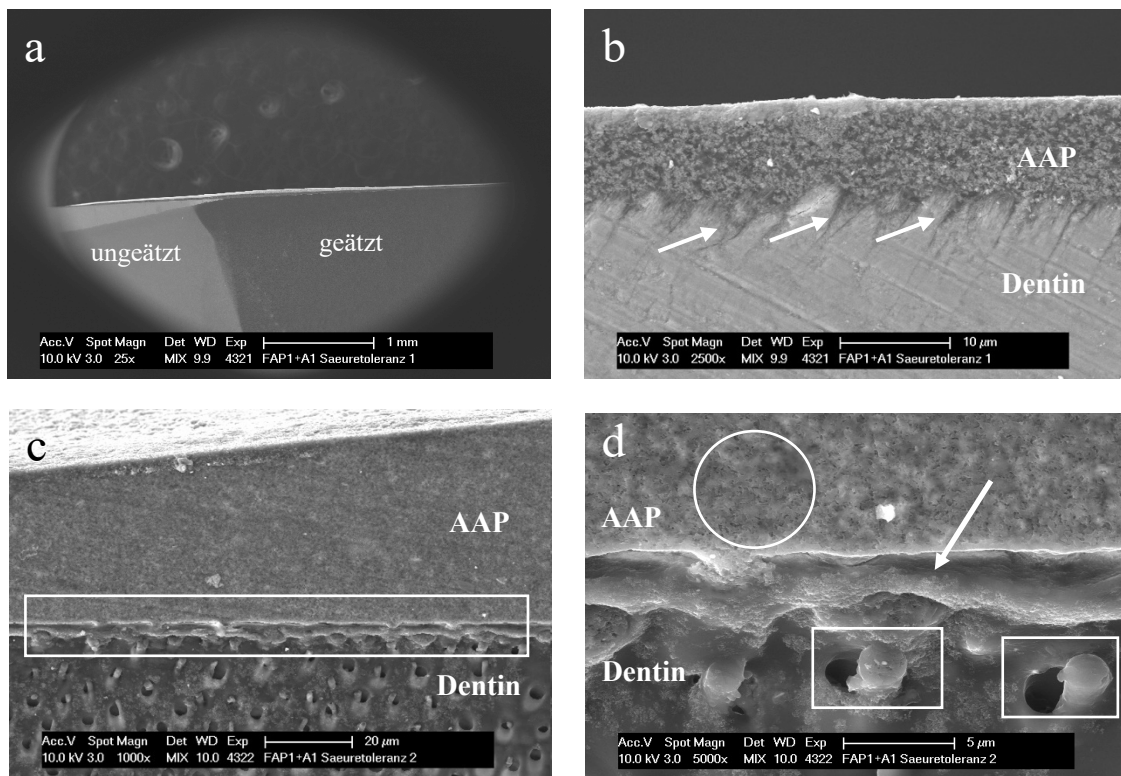 a
ungeätzt
geätzt
Acc.V Spot Magn Det WD Exp 1 mm
10.0 kV 3.0 25x MIX 9.9 4321 FAP1+A1 Saeuretoleranz 1
b
AAP
Dentin
Acc.V Spot Magn Det WD Exp 10 µm
10.0 kV 3.0 2500x MIX 9.9 4321 FAP1+A1 Saeuretoleranz 1
c
AAP
Dentin
Acc.V Spot Magn Det WD Exp 20 µm
10.0 kV 3.0 1000x MIX 10.0 4322 FAP1+A1 Saeuretoleranz 2
d
AAP
Dentin
Acc.V Spot Magn Det WD Exp 5 µm
10.0 kV 3.0 5000x MIX 10.0 4322 FAP1+A1 Saeuretoleranz 2